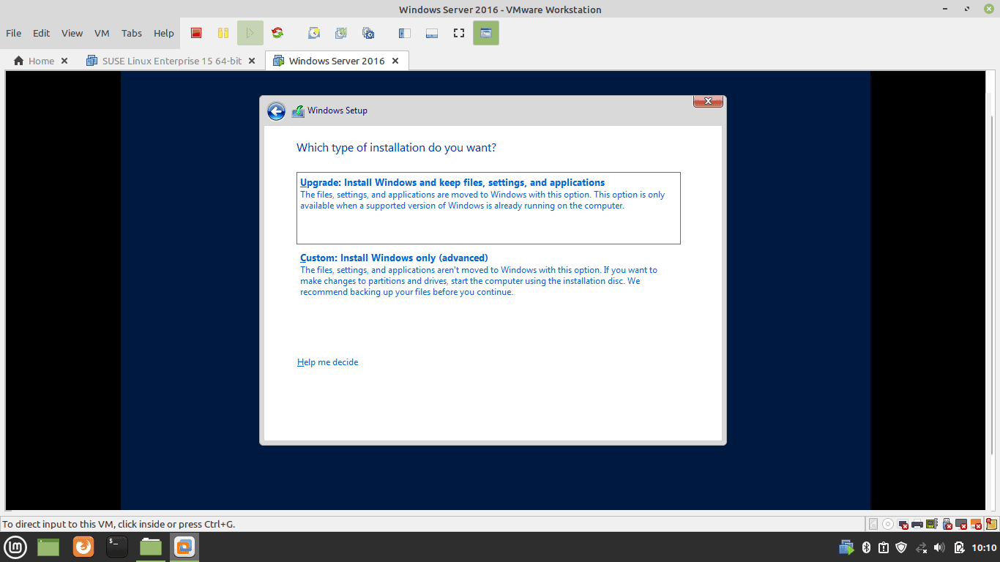 Windows Server 2016 - VMware Workstation
File Edit View VM Tabs Help
Home SUSE Linux Enterprise 15 64-bit Windows Server 2016
Windows Setup
Which type of installation do you want?
Upgrade: Install Windows and keep files, settings, and applications
The files, settings, and applications are moved to Windows with this option. This option is only
available when a supported version of Windows is already running on the computer.
Custom: Install Windows only (advanced)
The files, settings, and applications aren't moved to Windows with this option. If you want to
make changes to partitions and drives, start the computer using the installation disc. We
recommend backing up your files before you continue.
Help me decide
To direct input to this VM, click inside or press Ctrl+G.
10:10